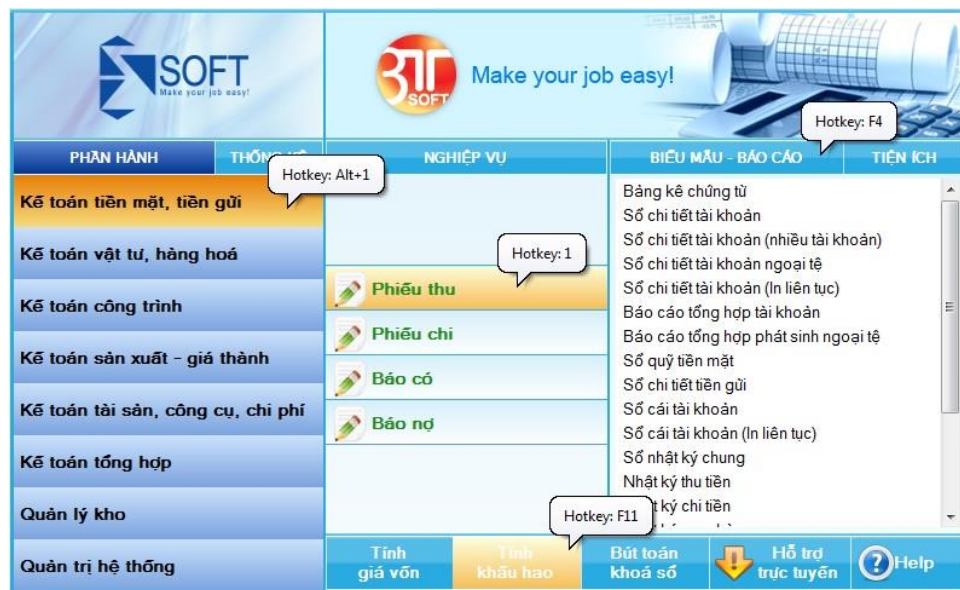 SOFT
Make your job easy!
3T
SOFT
Make your job easy!
Hotkey: F4
PHÂN HÀNH
NGHIỆP VỤ
BIỂU MẪU - BÁO CÁO
TIỆN ÍCH
THỐNG
Hotkey: Alt+1
Kế toán tiền mặt, tiền gửi
Kế toán vật tư, hàng hoá
Kế toán công trình
Kế toán sản xuất - giá thành
Kế toán tài sản, công cụ, chi phí
Kế toán tổng hợp
Quản lý kho
Quản trị hệ thống
Hotkey: 1
Phiếu thu
Phiếu chi
Báo có
Báo nợ
Bảng kê chứng từ
Sổ chi tiết tài khoản
Sổ chi tiết tài khoản (nhiều tài khoản)
Sổ chi tiết tài khoản ngoại tệ
Sổ chi tiết tài khoản (In liên tục)
Báo cáo tổng hợp tài khoản
Báo cáo tổng hợp phát sinh ngoại tệ
Sổ quỹ tiền mặt
Sổ chi tiết tiền gửi
Sổ cái tài khoản
Sổ cái tài khoản (In liên tục)
Sổ nhật ký chung
Nhật ký thu tiền
ký chi tiền
Hotkey: F11
Tính
giá vốn
Tính
khấu hao
Bút toán
khoá sổ
Hỗ trợ
trực tuyến
?
Help